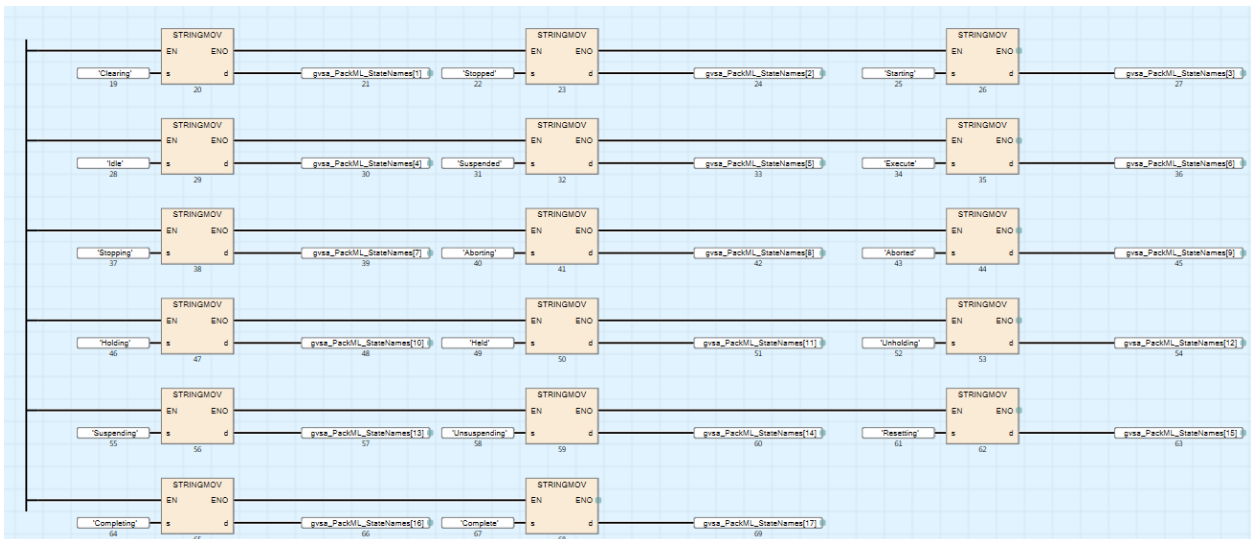 STRINGMOV STRINGMOV STRINGMOV
EN ENO EN ENO EN ENO
'Clearing' s d gvsa_PackML_StateNames[1] 'Stopped' s d gvsa_PackML_StateNames[2] 'Starting' s d gvsa_PackML_StateNames[3]
19 20 21 22 23 24 25 26 27
STRINGMOV STRINGMOV STRINGMOV
EN ENO EN ENO EN ENO
'Idle' s d gvsa_PackML_StateNames[4] 'Suspended' s d gvsa_PackML_StateNames[5] 'Execute' s d gvsa_PackML_StateNames[6]
28 29 30 31 32 33 34 35 36
STRINGMOV STRINGMOV STRINGMOV
EN ENO EN ENO EN ENO
'Stopping' s d gvsa_PackML_StateNames[7] 'Aborting' s d gvsa_PackML_StateNames[8] 'Aborted' s d gvsa_PackML_StateNames[9]
37 38 39 40 41 42 43 44 45
STRINGMOV STRINGMOV STRINGMOV
EN ENO EN ENO EN ENO
'Holding' s d gvsa_PackML_StateNames[10] 'Held' s d gvsa_PackML_StateNames[11] 'Unholding' s d gvsa_PackML_StateNames[12]
46 47 48 49 50 51 52 53 54
STRINGMOV STRINGMOV STRINGMOV
EN ENO EN ENO EN ENO
'Suspending' s d gvsa_PackML_StateNames[13] 'Unsuspending' s d gvsa_PackML_StateNames[14] 'Resetting' s d gvsa_PackML_StateNames[15]
55 56 57 58 59 60 61 62 63
STRINGMOV STRINGMOV
EN ENO EN ENO
'Completing' s d gvsa_PackML_StateNames[16] 'Complete' s d gvsa_PackML_StateNames[17]
64 65 66 67 68 69